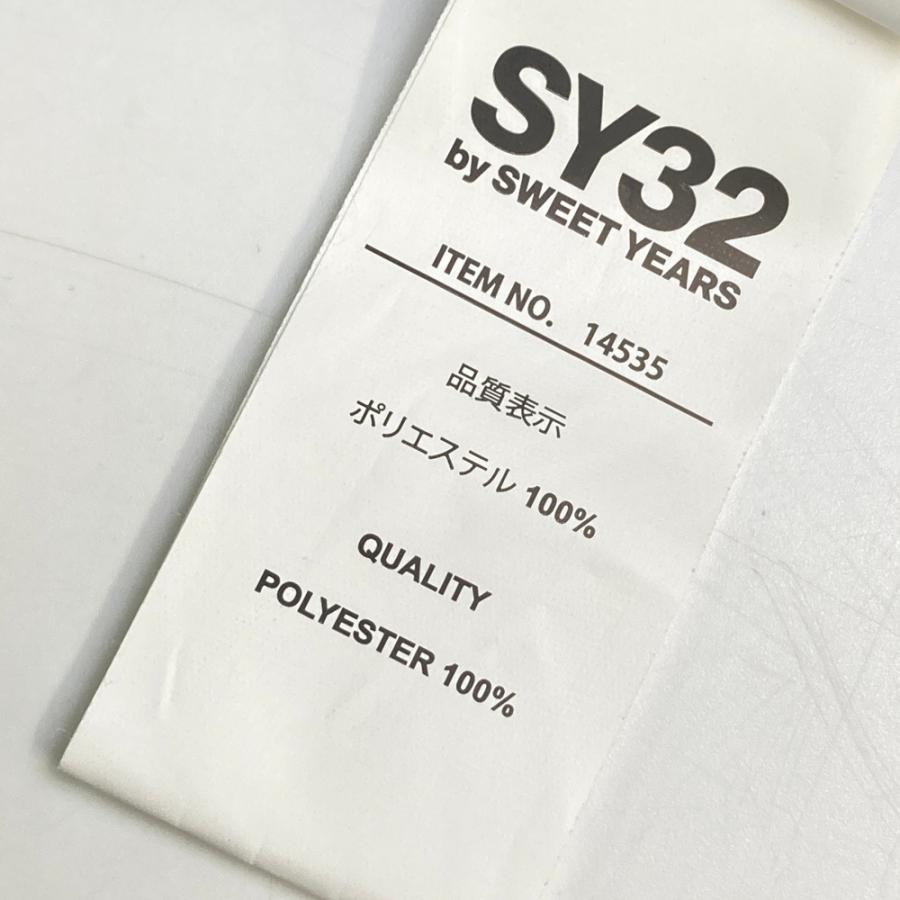 SY32
by SWEET YEARS
ITEM NO. 14535
品質表示
ポリエステル 100%
QUALITY
POLYESTER 100%